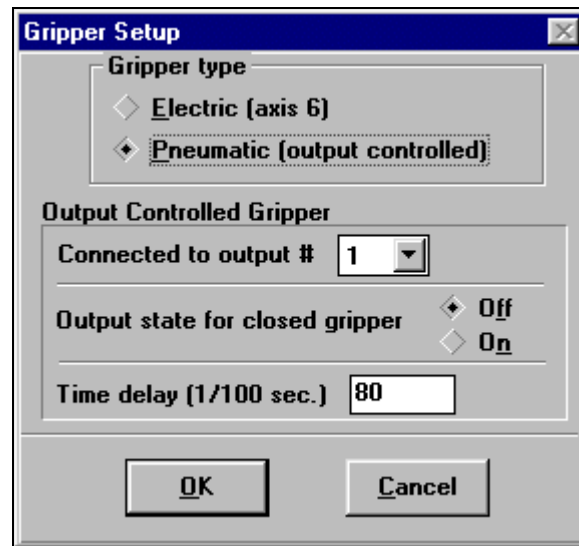 Gripper Setup
Gripper type
Electric (axis 6)
Pneumatic (output controlled)
Output Controlled Gripper
Connected to output # 1
Output state for closed gripper
Off
On
Time delay (1/100 sec.) 80
OK Cancel